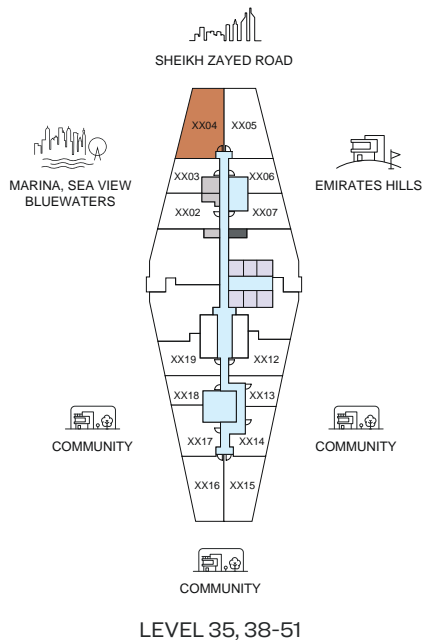 SHEIKH ZAYED ROAD
XX04
XX05
MARINA, SEA VIEW
BLUEWATERS
EMIRATES HILLS
XX03
XX06
XX02
XX07
XX19
XX12
XX18
XX13
XX17
XX14
COMMUNITY
COMMUNITY
XX16
XX15
COMMUNITY
LEVEL 35, 38-51